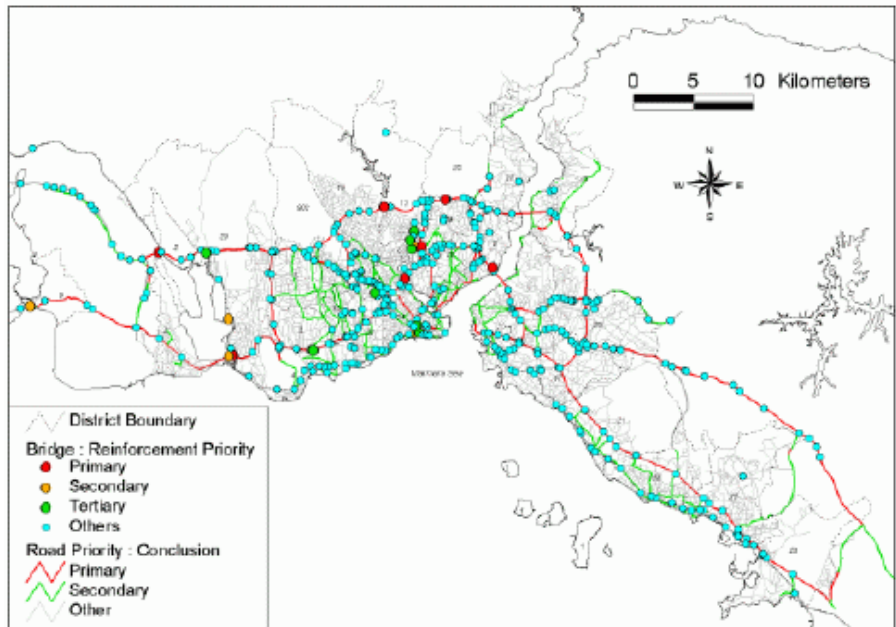 0 5 10 Kilometers
N
W E
S
Marmara Sea
District Boundary
Bridge : Reinforcement Priority
Primary
Secondary
Tertiary
Others
Road Priority : Conclusion
Primary
Secondary
Other